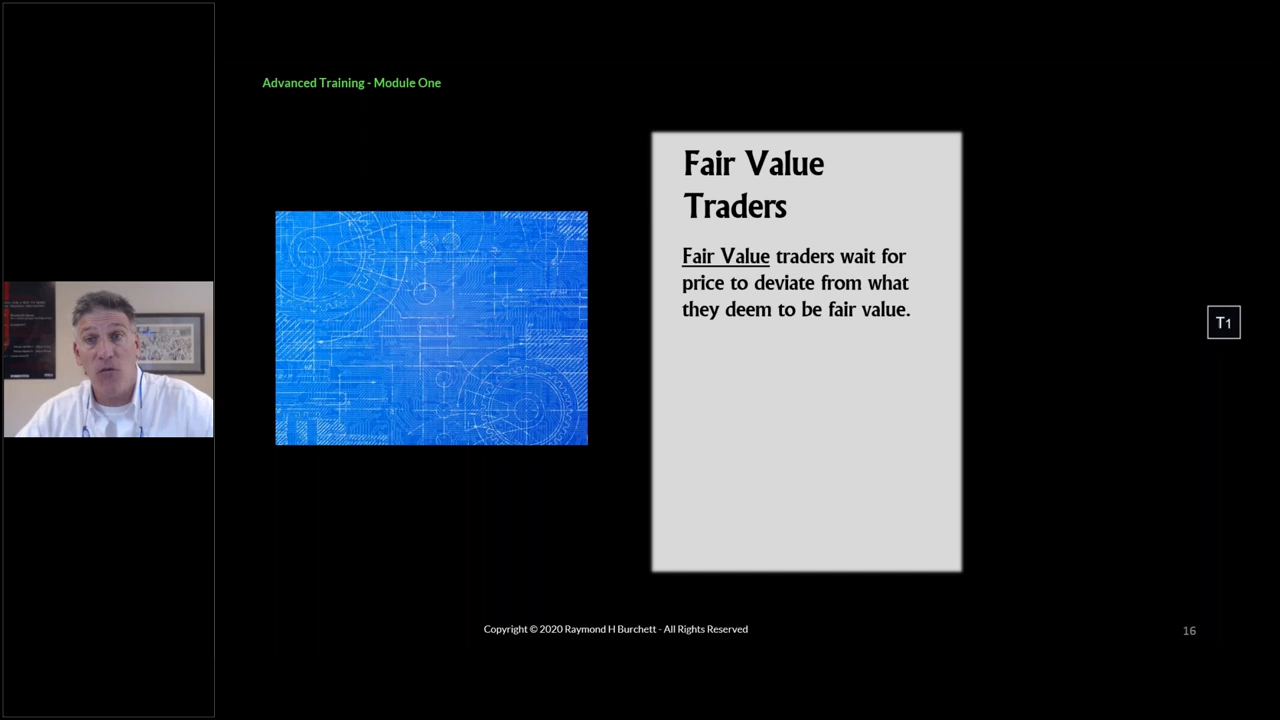 Advanced Training - Module One
Fair Value
Traders
Fair Value traders wait for
price to deviate from what
they deem to be fair value.
T1
Copyright © 2020 Raymond H Burchett - All Rights Reserved
16